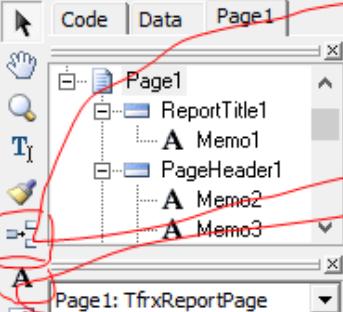 Code Data Page1
Page1
ReportTitle1
A Memo1
PageHeader1
A Memo2
A Memo3
Page1: TfrxReportPage